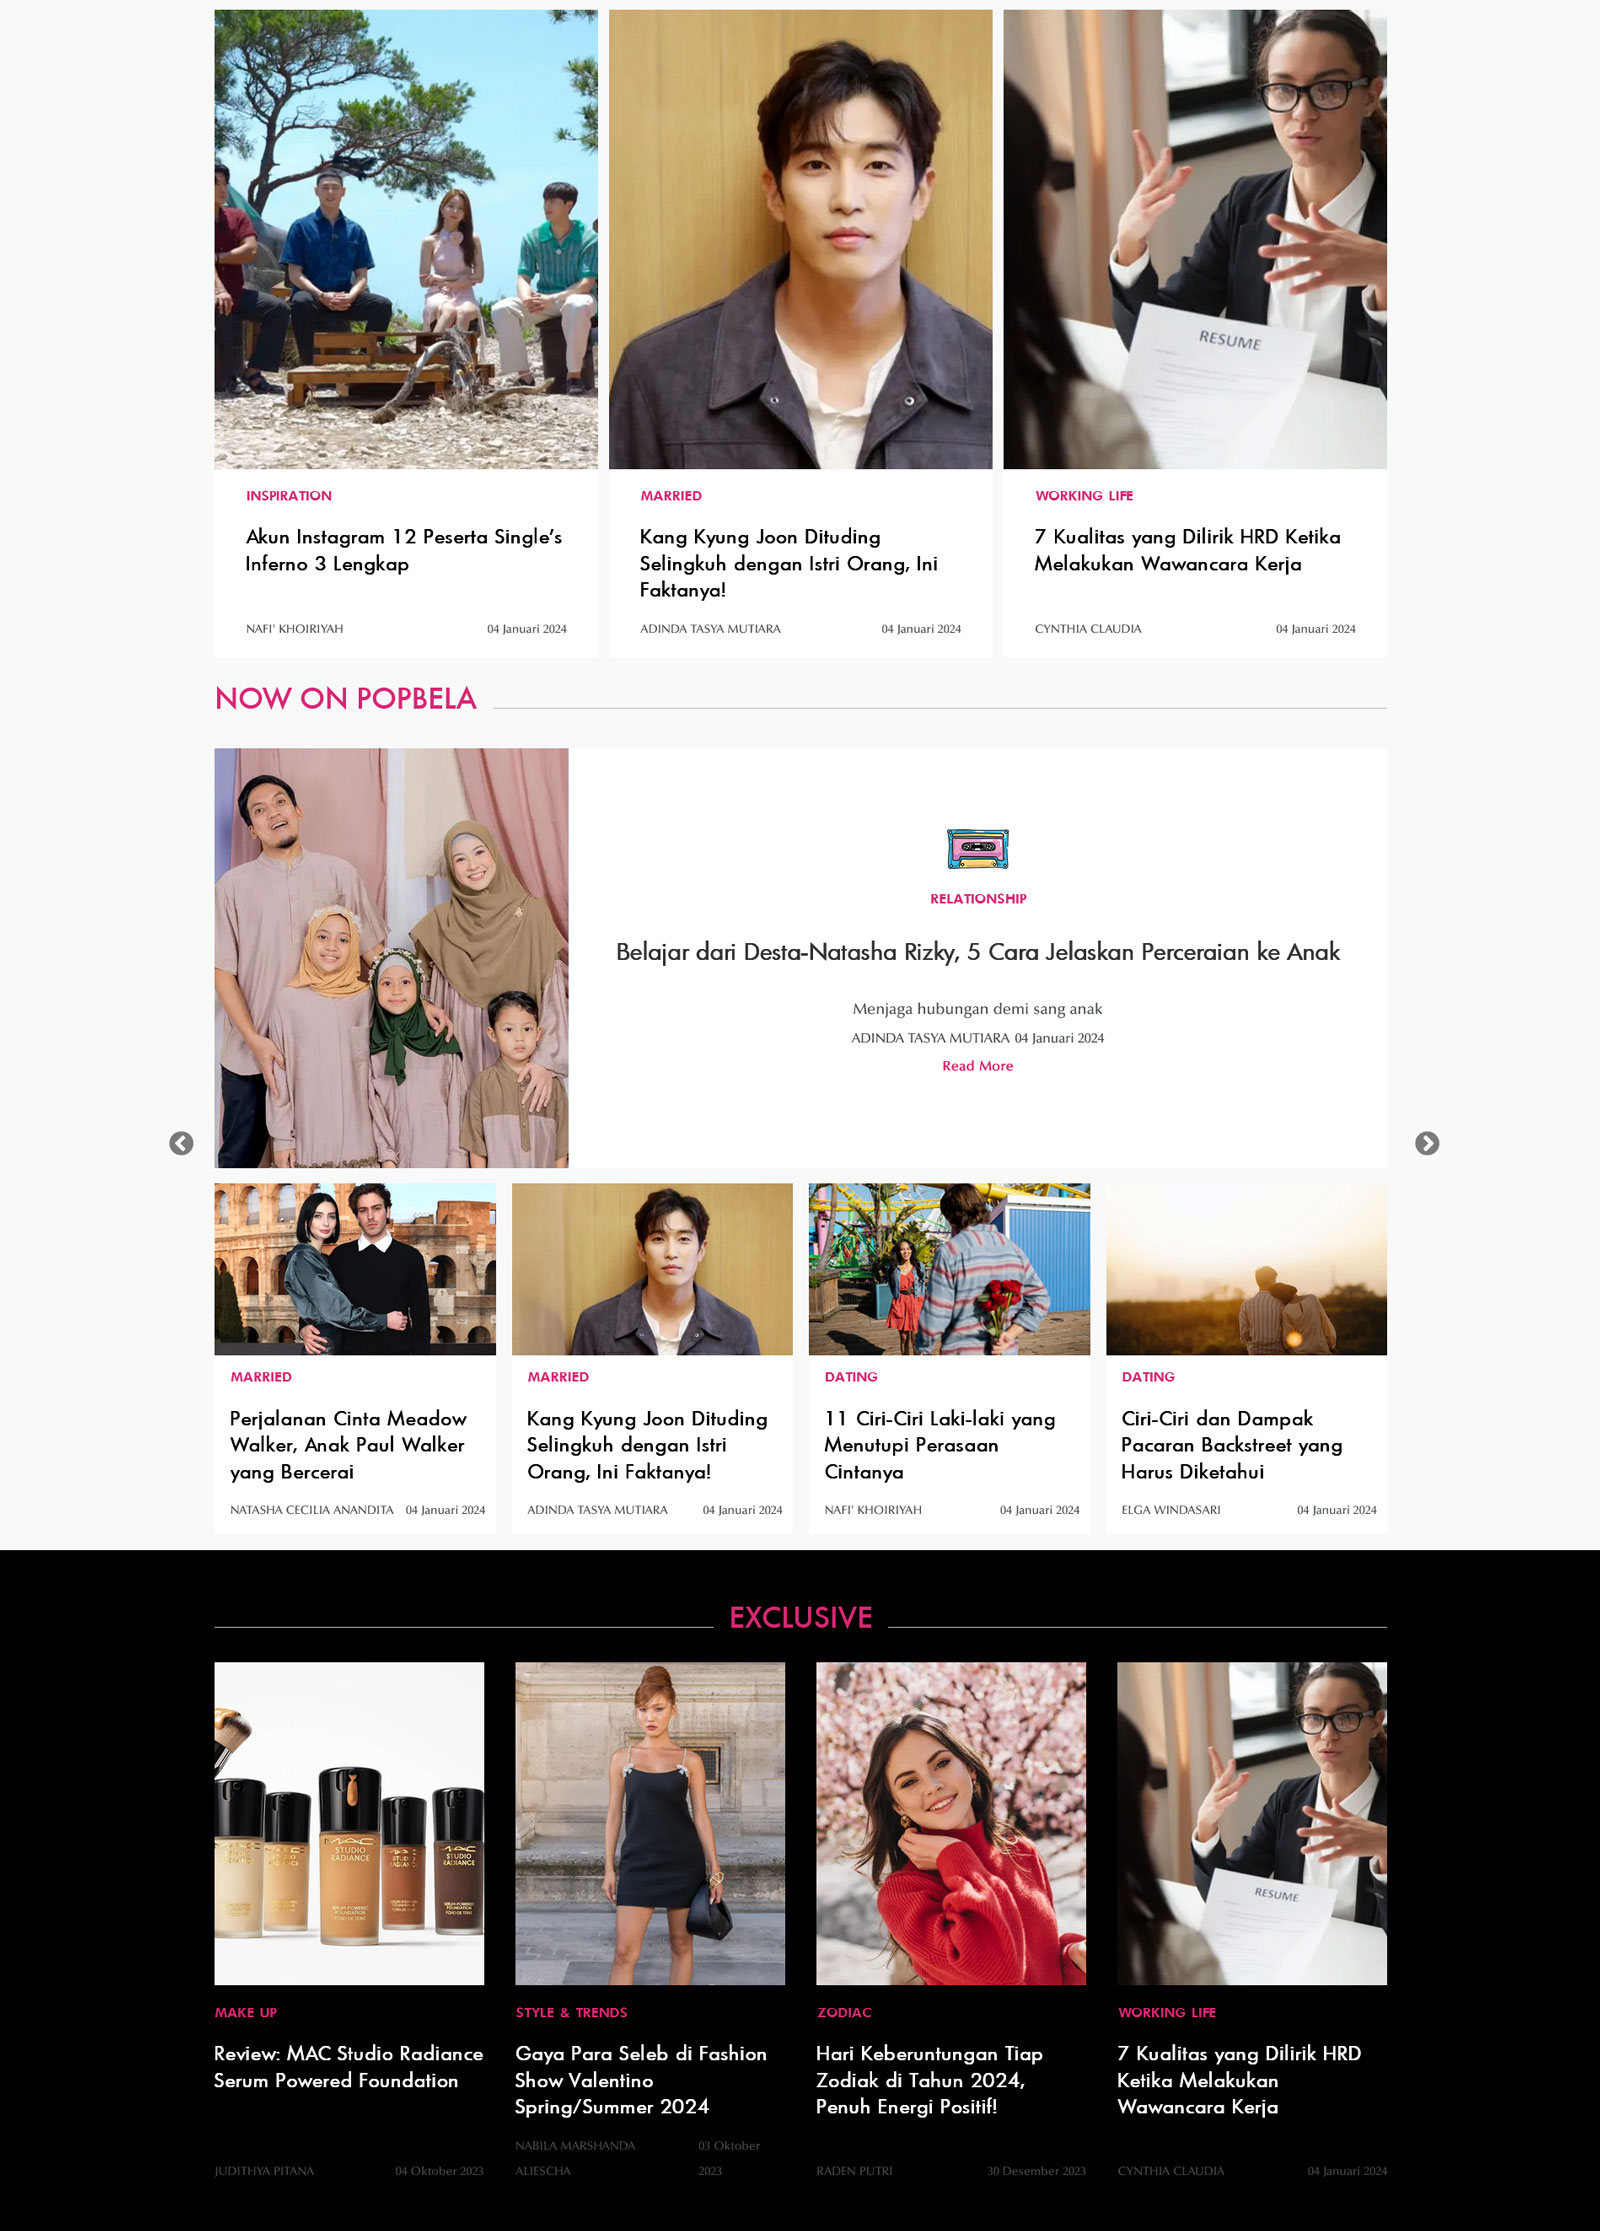 RESUME
INSPIRATION
Akun Instagram 12 Peserta Single's
Inferno 3 Lengkap
NAFI' KHOIRIYAH 04 Januari 2024
MARRIED
Kang Kyung Joon Dituding
Selingkuh dengan Istri Orang, Ini
Faktanya!
ADINDA TASYA MUTIARA 04 Januari 2024
WORKING LIFE
7 Kualitas yang Dilirik HRD Ketika
Melakukan Wawancara Kerja
CYNTHIA CLAUDIA 04 Januari 2024
NOW ON POPBELA
RELATIONSHIP
Belajar dari Desta-Natasha Rizky, 5 Cara Jelaskan Perceraian ke Anak
Menjaga hubungan demi sang anak
ADINDA TASYA MUTIARA 04 Januari 2024
Read More
MARRIED
Perjalanan Cinta Meadow
Walker, Anak Paul Walker
yang Bercerai
NATASHA CECILIA ANANDITA 04 Januari 2024
MARRIED
Kang Kyung Joon Dituding
Selingkuh dengan Istri
Orang, Ini Faktanya!
ADINDA TASYA MUTIARA 04 Januari 2024
DATING
11 Ciri-Ciri Laki-laki yang
Menutupi Perasaan
Cintanya
NAFI' KHOIRIYAH 04 Januari 2024
DATING
Ciri-Ciri dan Dampak
Pacaran Backstreet yang
Harus Diketahui
ELGA WINDASARI 04 Januari 2024
EXCLUSIVE
MAC
STUDIO
RADIANCE
SERUM-POWERED
FOUNDATION
FOND DE TEINT
STUDIO
RADIANCE
RESUME
MAKE UP
Review: MAC Studio Radiance
Serum Powered Foundation
JUDITHYA PITANA 04 Oktober 2023
STYLE & TRENDS
Gaya Para Seleb di Fashion
Show Valentino
Spring/Summer 2024
NABILA MARSHANDA 03 Oktober
ALIESCHA 2023
ZODIAC
Hari Keberuntungan Tiap
Zodiak di Tahun 2024,
Penuh Energi Positif!
RADEN PUTRI 30 Desember 2023
WORKING LIFE
7 Kualitas yang Dilirik HRD
Ketika Melakukan
Wawancara Kerja
CYNTHIA CLAUDIA 04 Januari 2024